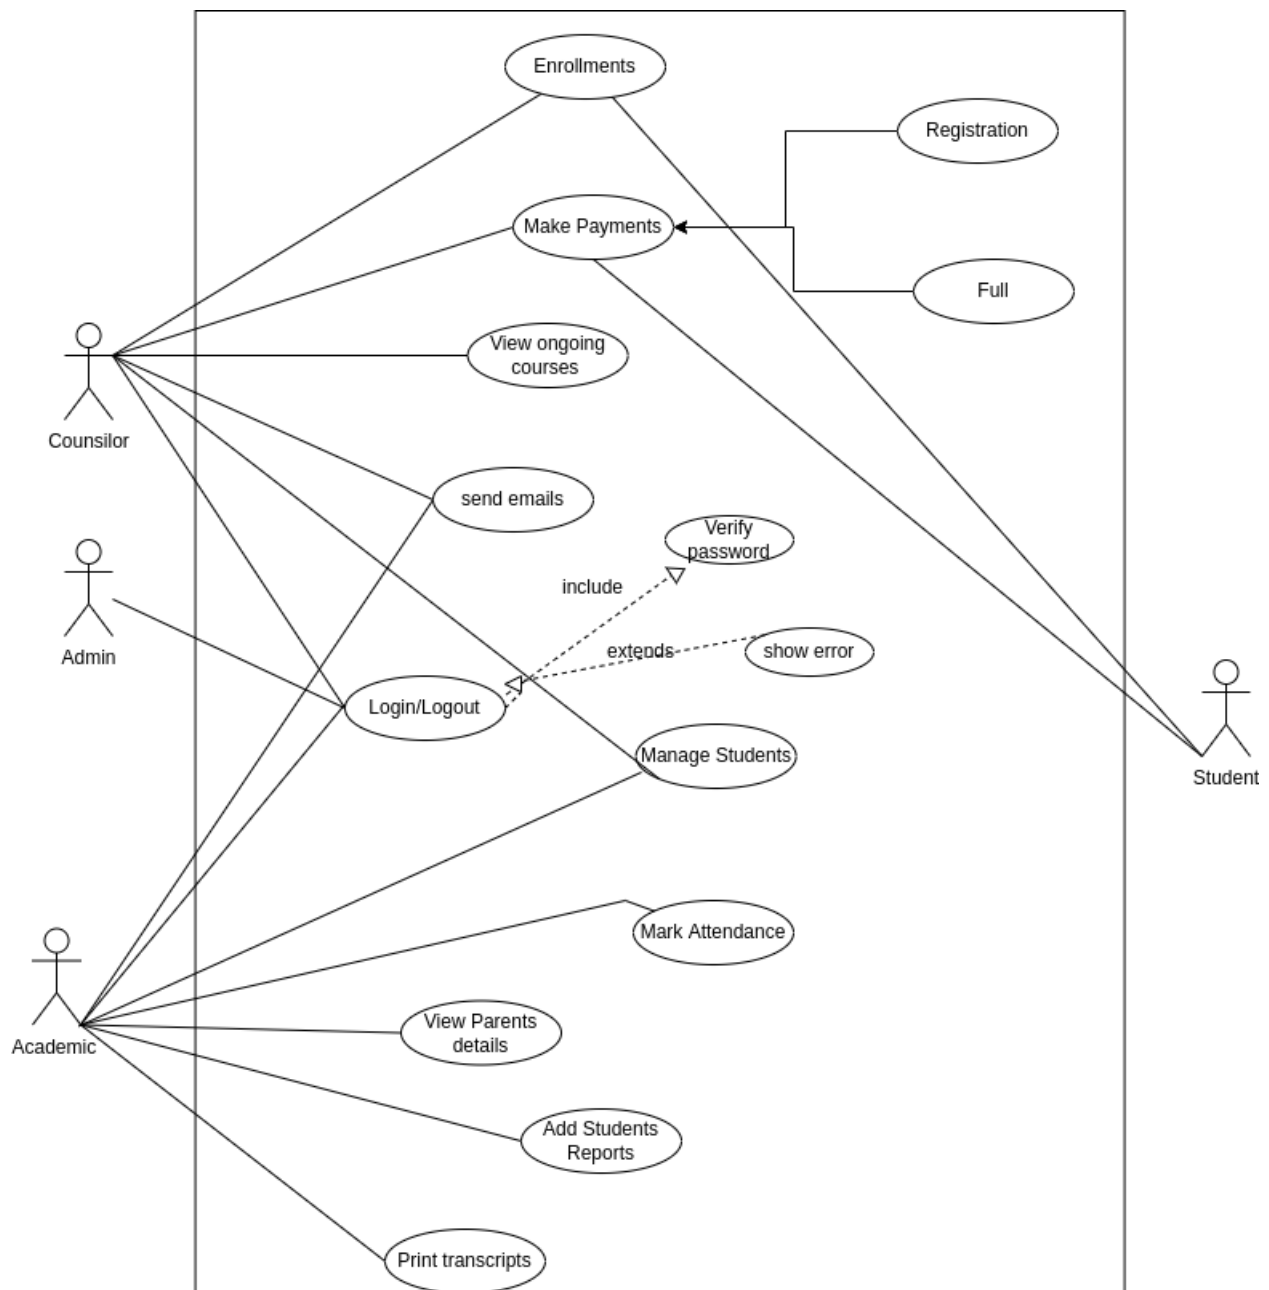 Enrollments
Registration
Make Payments
Full
View ongoing
courses
Counsilor
send emails
Verify
password
include
extends
show error
Admin
Login/Logout
Manage Students
Student
Mark Attendance
View Parents
details
Academic
Add Students
Reports
Print transcripts